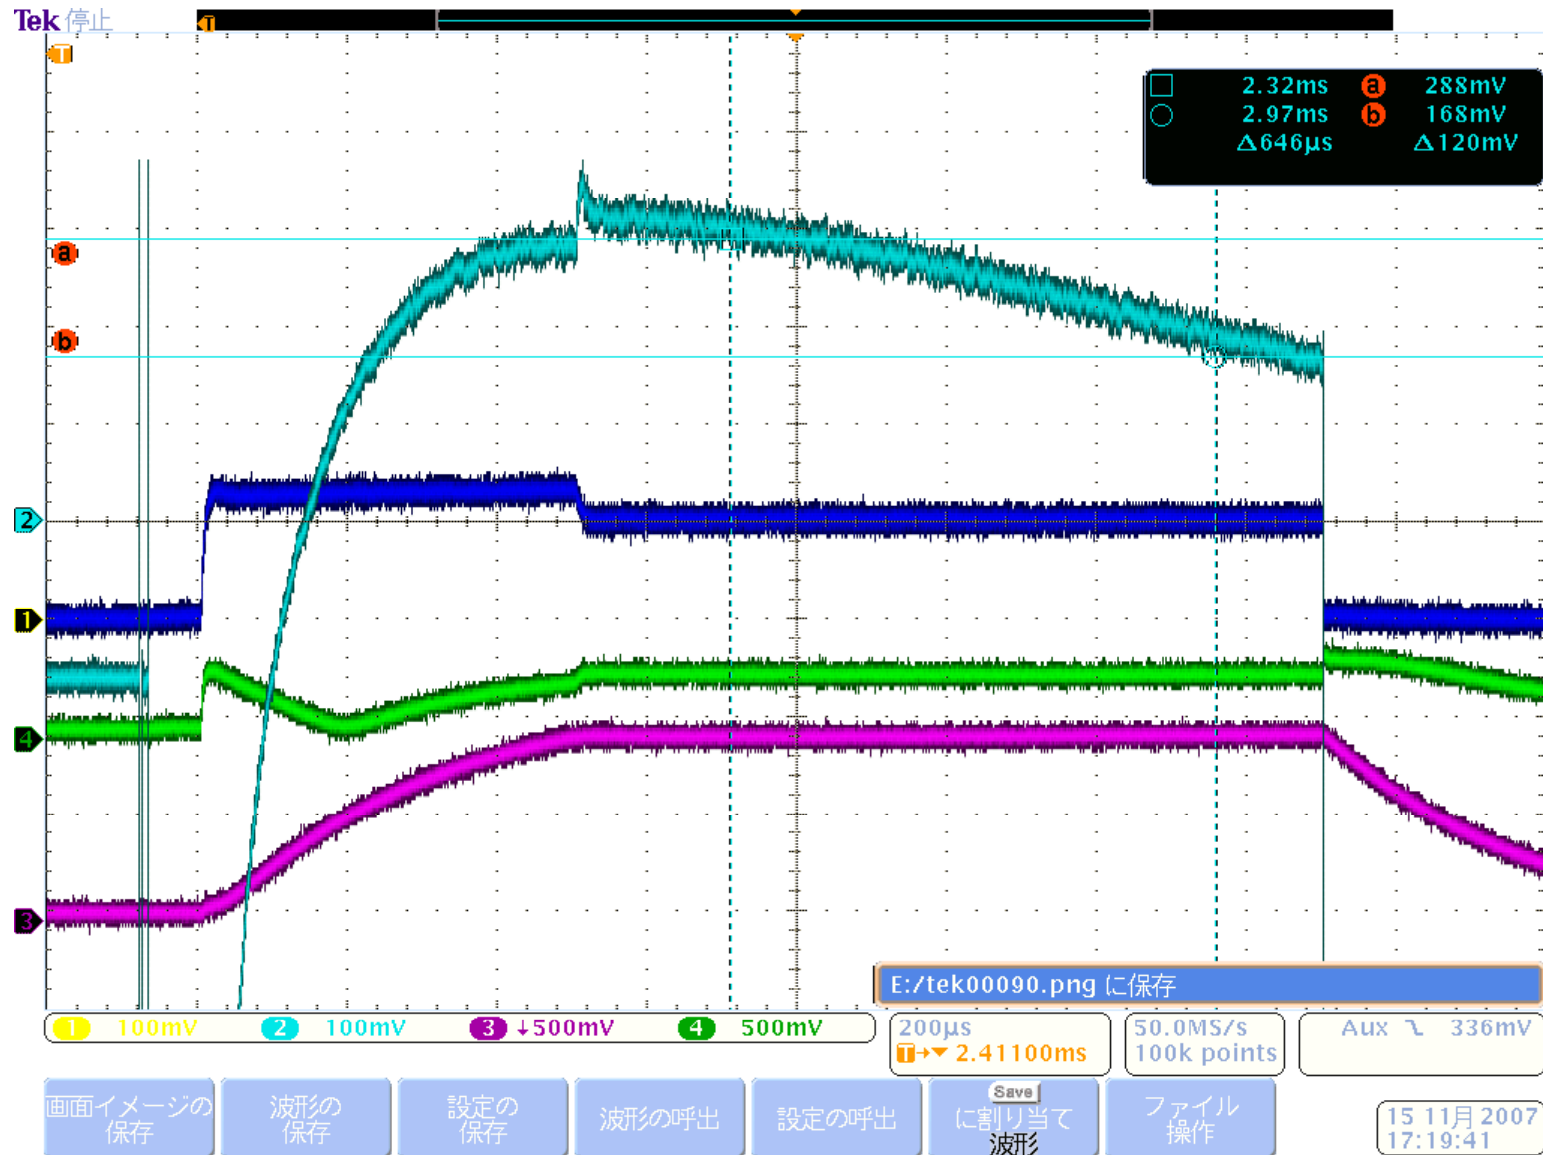 Tek 停止
T
T
2.32ms a 288mV
2.97ms b 168mV
Δ646µs Δ120mV
a
b
2
1
4
3
E:/tek00090.png に保存
1 100mV 2 100mV 3 ↓500mV 4 500mV
200µs
T→▼ 2.41100ms
50.0MS/s
100k points
Aux ↘ 336mV
画面イメージの
保存
波形の
保存
設定の
保存
波形の呼出
設定の呼出
Save
に割り当て
波形
ファイル
操作
15 11月 2007
17:19:41